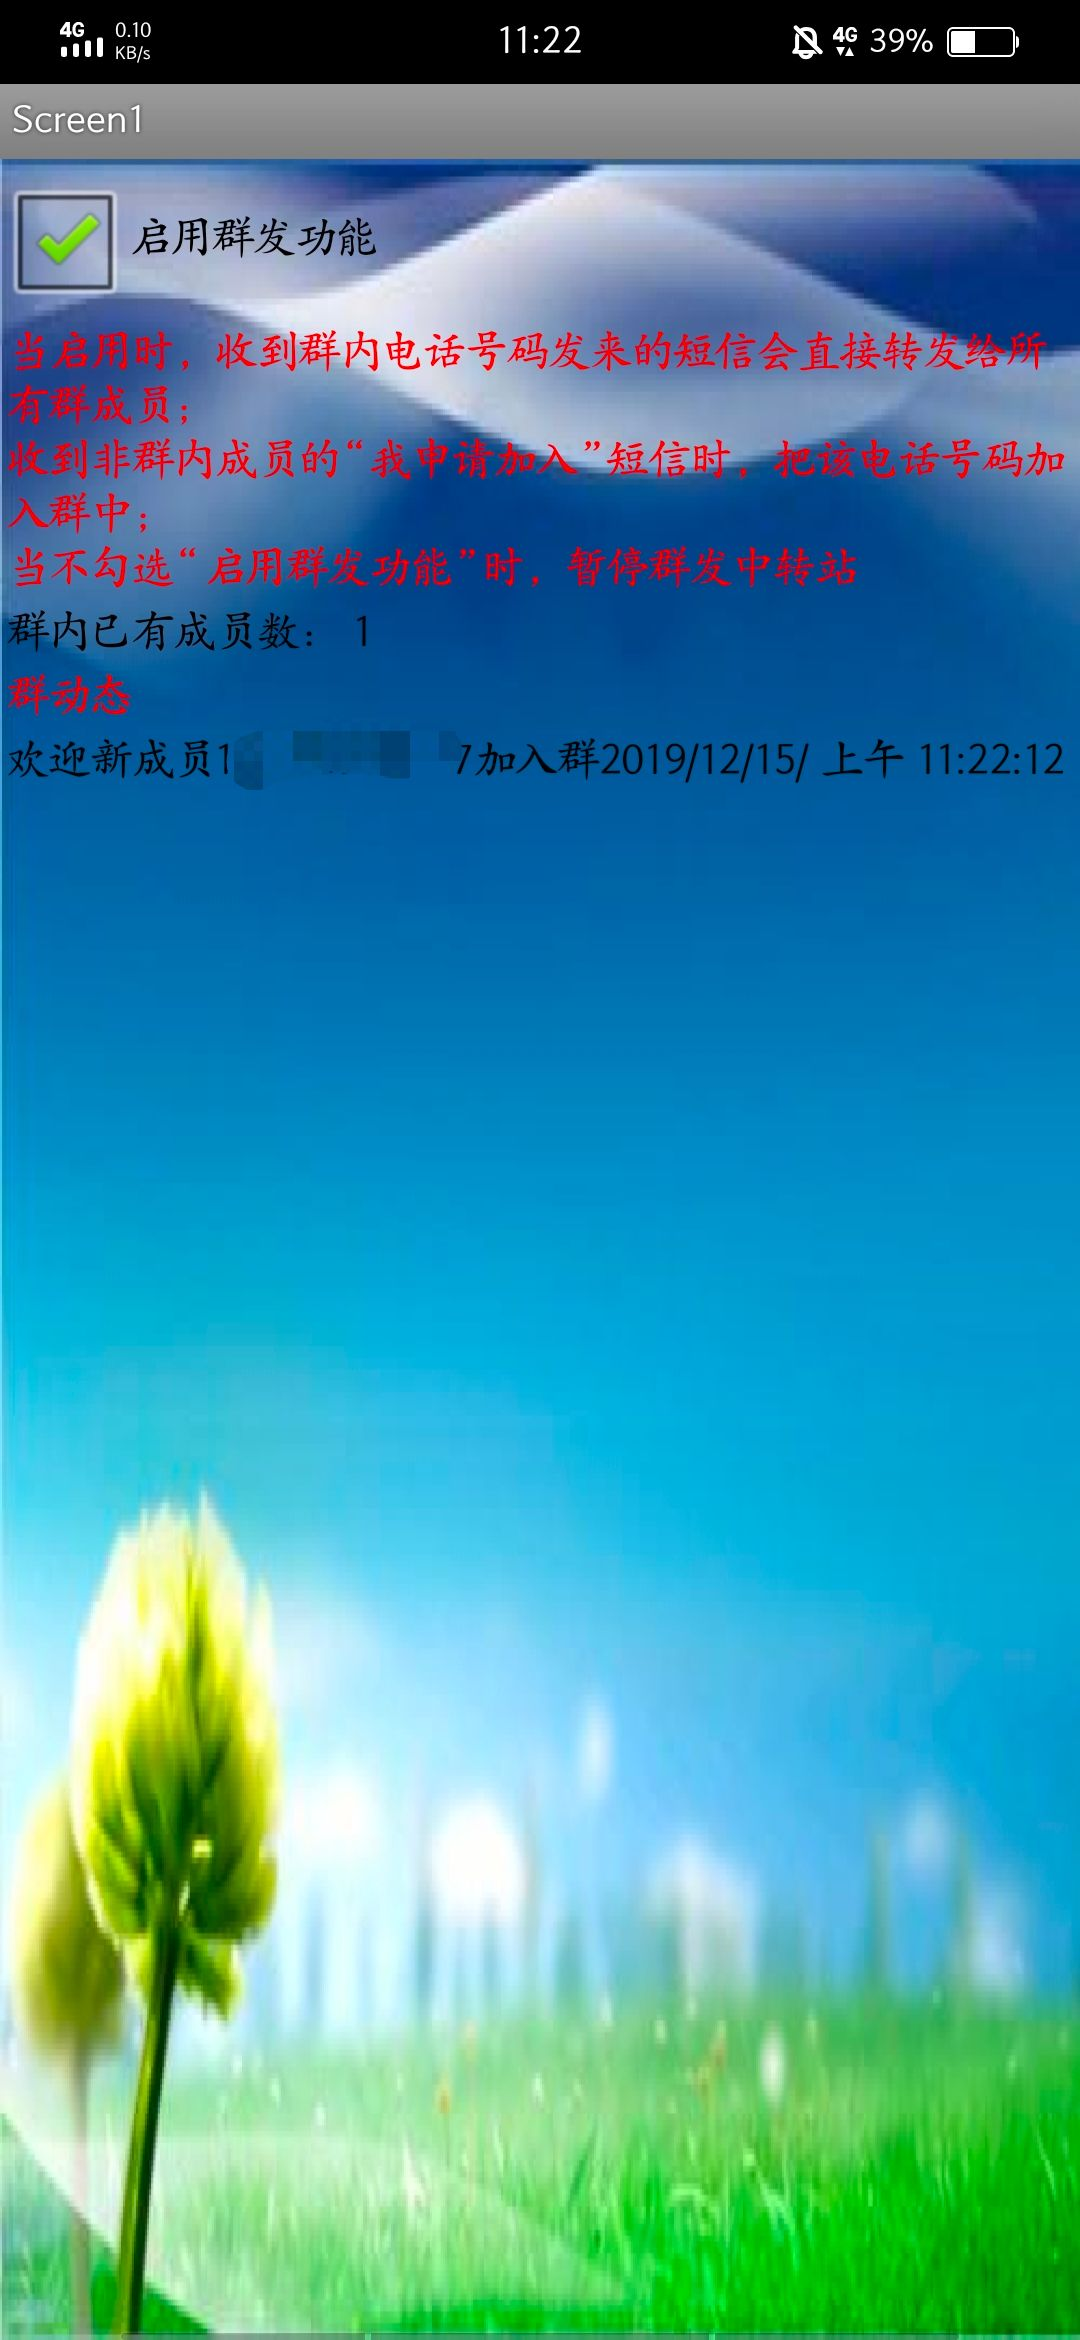 4G 0.10 KB/s 11:22 4G 39%
Screen1
启用群发功能
当启用时，收到群内电话号码发来的短信会直接转发给所
有群成员；
收到非群内成员的“我申请加入”短信时，把该电话号码加
入群中；
当不勾选“启用群发功能”时，暂停群发中转站
群内已有成员数： 1
群动态
欢迎新成员1 7加入群2019/12/15/ 上午 11:22:12